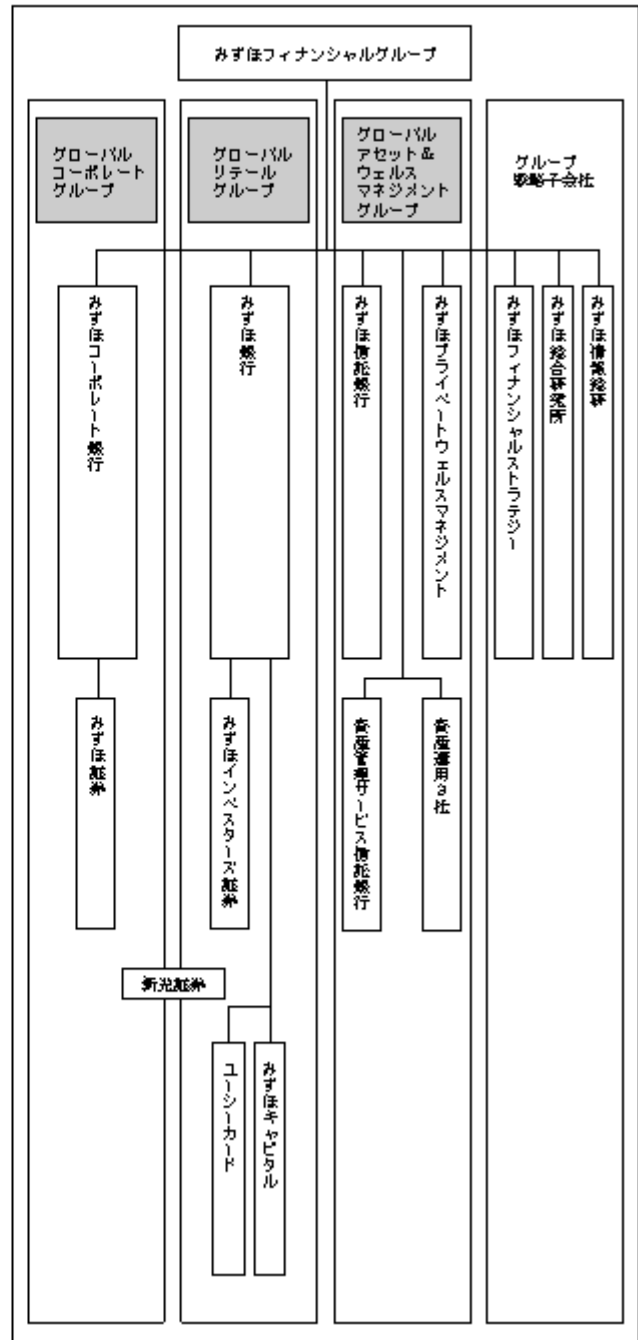 みずほフィナンシャルグループ
グローバル
コーポレート
グループ
グローバル
リテール
グループ
グローバル
アセット＆
ウェルス
マネジメント
グループ
グループ
戦略子会社
みずほコーポレート銀行
みずほ銀行
みずほ信託銀行
みずほプライベートウェルスマネジメント
みずほフィナンシャルストラテジー
みずほ総合研究所
みずほ情報総研
みずほ証券
みずほインベスターズ証券
資産管理サービス信託銀行
資産運用3社
新光証券
ユーシーカード
みずほキャピタル